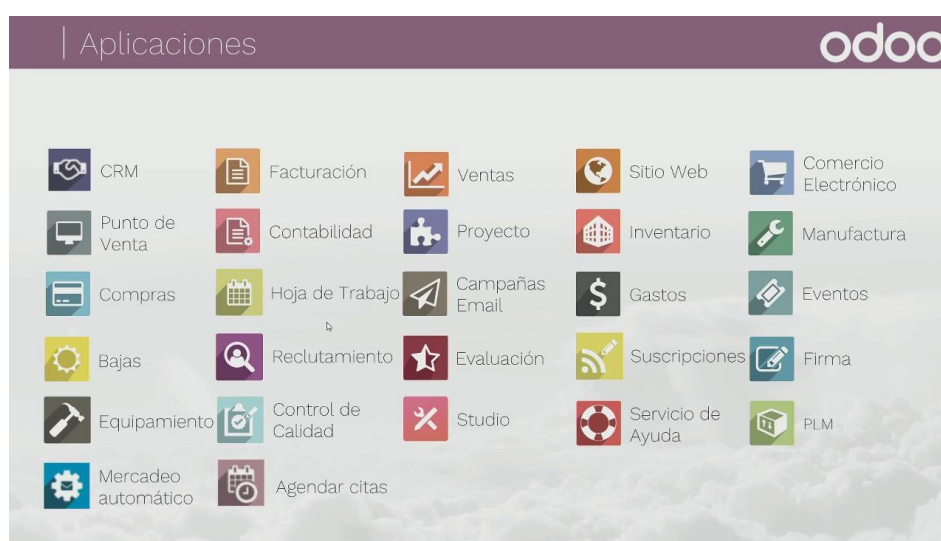 Aplicaciones
odoo
CRM
Facturación
Ventas
Sitio Web
Comercio
Electrónico
Punto de
Venta
Contabilidad
Proyecto
Inventario
Manufactura
Compras
Hoja de Trabajo
Campañas
Email
Gastos
Eventos
Bajas
Reclutamiento
Evaluación
Suscripciones
Firma
Equipamiento
Control de
Calidad
Studio
Servicio de
Ayuda
PLM
Mercadeo
automático
Agendar citas